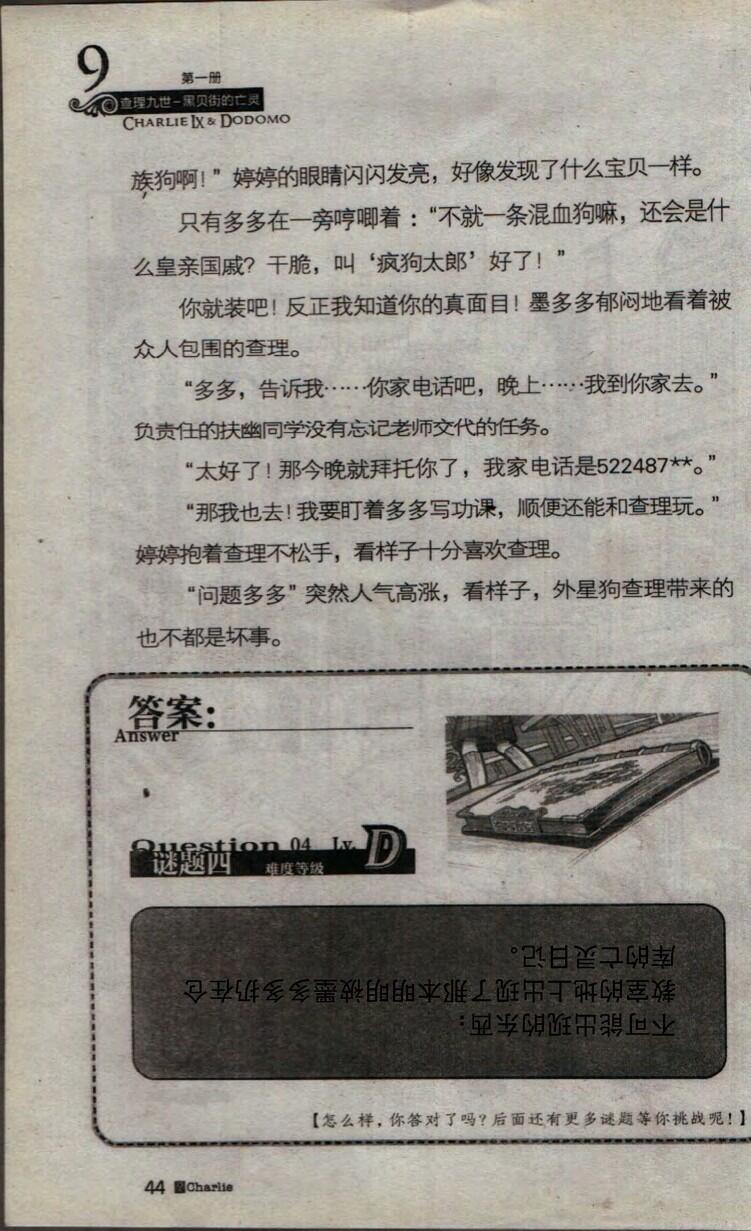 9
第一册
查理九世-黑贝街的亡灵
CHARLIE IX & DODOMO
族狗啊！”婷婷的眼睛闪闪发亮，好像发现了什么宝贝一样。
只有多多在一旁哼唧着：“不就一条混血狗嘛，还会是什
么皇亲国戚？干脆，叫‘疯狗太郎’好了！”
你就装吧！反正我知道你的真面目！墨多多郁闷地看着被
众人包围的查理。
“多多，告诉我……你家电话吧，晚上……我到你家去。”
负责任的扶幽同学没有忘记老师交代的任务。
“太好了！那今晚就拜托你了，我家电话是522487**。”
“那我也去！我要盯着多多写功课，顺便还能和查理玩。”
婷婷抱着查理不松手，看样子十分喜欢查理。
“问题多多”突然人气高涨，看样子，外星狗查理带来的
也不都是坏事。
答案：
Answer
Question 04 Lv. D
谜题四 难度等级
不可能出现的东西：
教室的地上出现了那本明明被墨多多扔在仓
库的亡灵日记。
【怎么样，你答对了吗？后面还有更多谜题等你挑战呢！】
44 Charlie